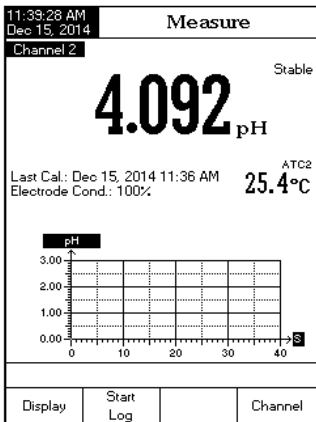 11:39:28 AM
Dec 15, 2014
Measure
Channel 2
Stable
4.092 pH
ATC2
Last Cal.: Dec 15, 2014 11:36 AM
25.4°C
Electrode Cond.: 100%
pH
3.00
2.00
1.00
0.00
0 10 20 30 40
S
Display
Start
Log
Channel